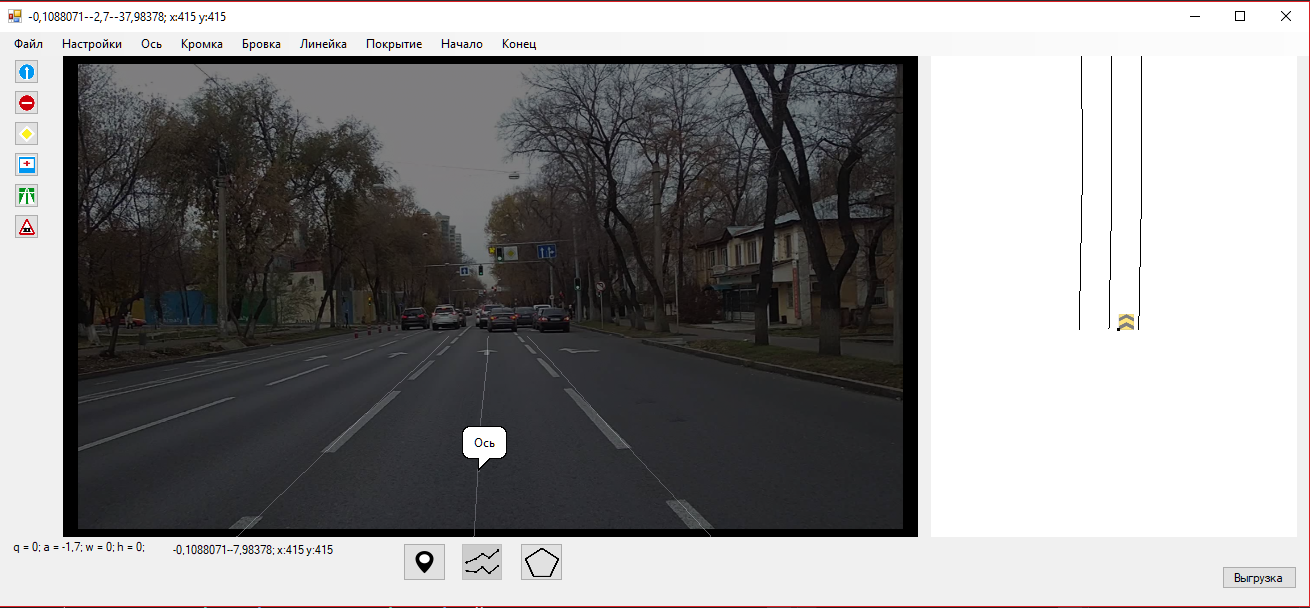 -0,1088071--2,7--37,98378; x:415 y:415
Файл Настройки Ось Кромка Бровка Линейка Покрытие Начало Конец
Ось
q = 0; a = -1,7; w = 0; h = 0;
-0,1088071--7,98378; x:415 y:415
Выгрузка